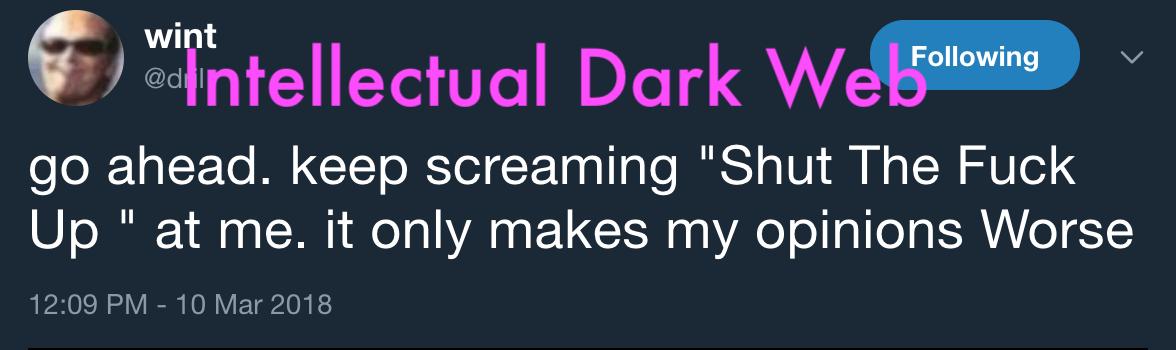 wint
@dril
Intellectual Dark Web
Following
go ahead. keep screaming "Shut The Fuck
Up " at me. it only makes my opinions Worse
12:09 PM - 10 Mar 2018